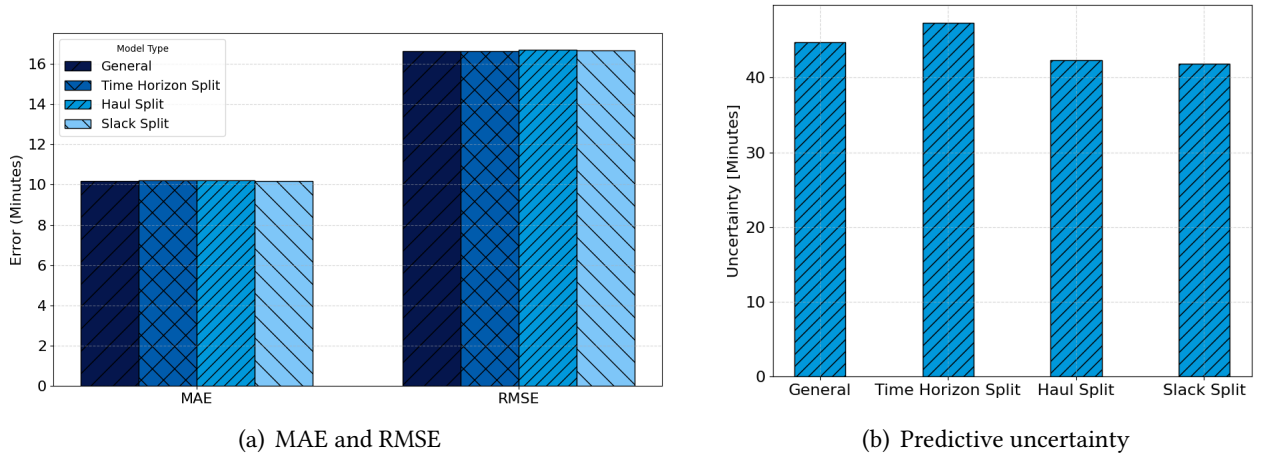 Model Type
General
Time Horizon Split
Haul Split
Slack Split
Error (Minutes)
16
14
12
10
8
6
4
2
0
MAE
RMSE
(a) MAE and RMSE
Uncertainty [Minutes]
40
30
20
10
0
General
Time Horizon Split
Haul Split
Slack Split
(b) Predictive uncertainty